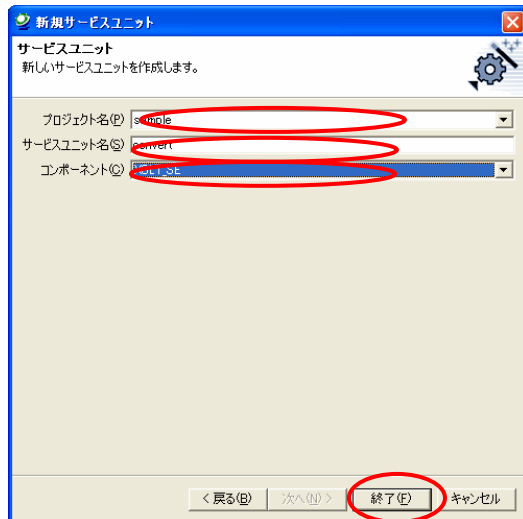 新規サービスユニット
サービスユニット
新しいサービスユニットを作成します。
プロジェクト名(P) sample
サービスユニット名(S) convert
コンポーネント(C)
< 戻る(B) 次へ(N) > 終了(F) キャンセル